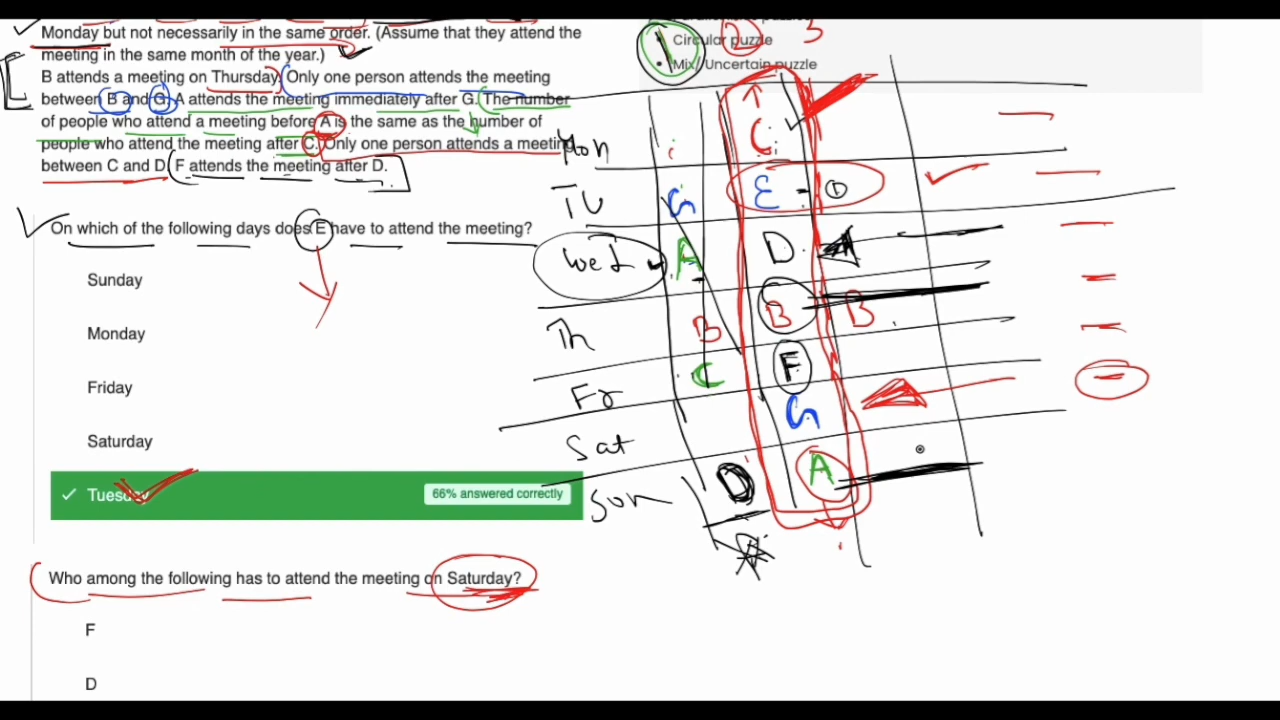 Monday but not necessarily in the same order. (Assume that they attend the
meeting in the same month of the year.)
B attends a meeting on Thursday. Only one person attends the meeting
between B and G. A attends the meeting immediately after G. The number
of people who attend a meeting before A is the same as the number of
people who attend the meeting after C. Only one person attends a meeting
between C and D. F attends the meeting after D.
On which of the following days does E have to attend the meeting?
Sunday
Monday
Friday
Saturday
Tuesday
66% answered correctly
Who among the following has to attend the meeting on Saturday?
F
D
2 3
Circular puzzle
Mix/ Uncertain puzzle
Mon C
TU G E D
Wed A D
Th B B B
Fr C F
Sat G
Sun D A